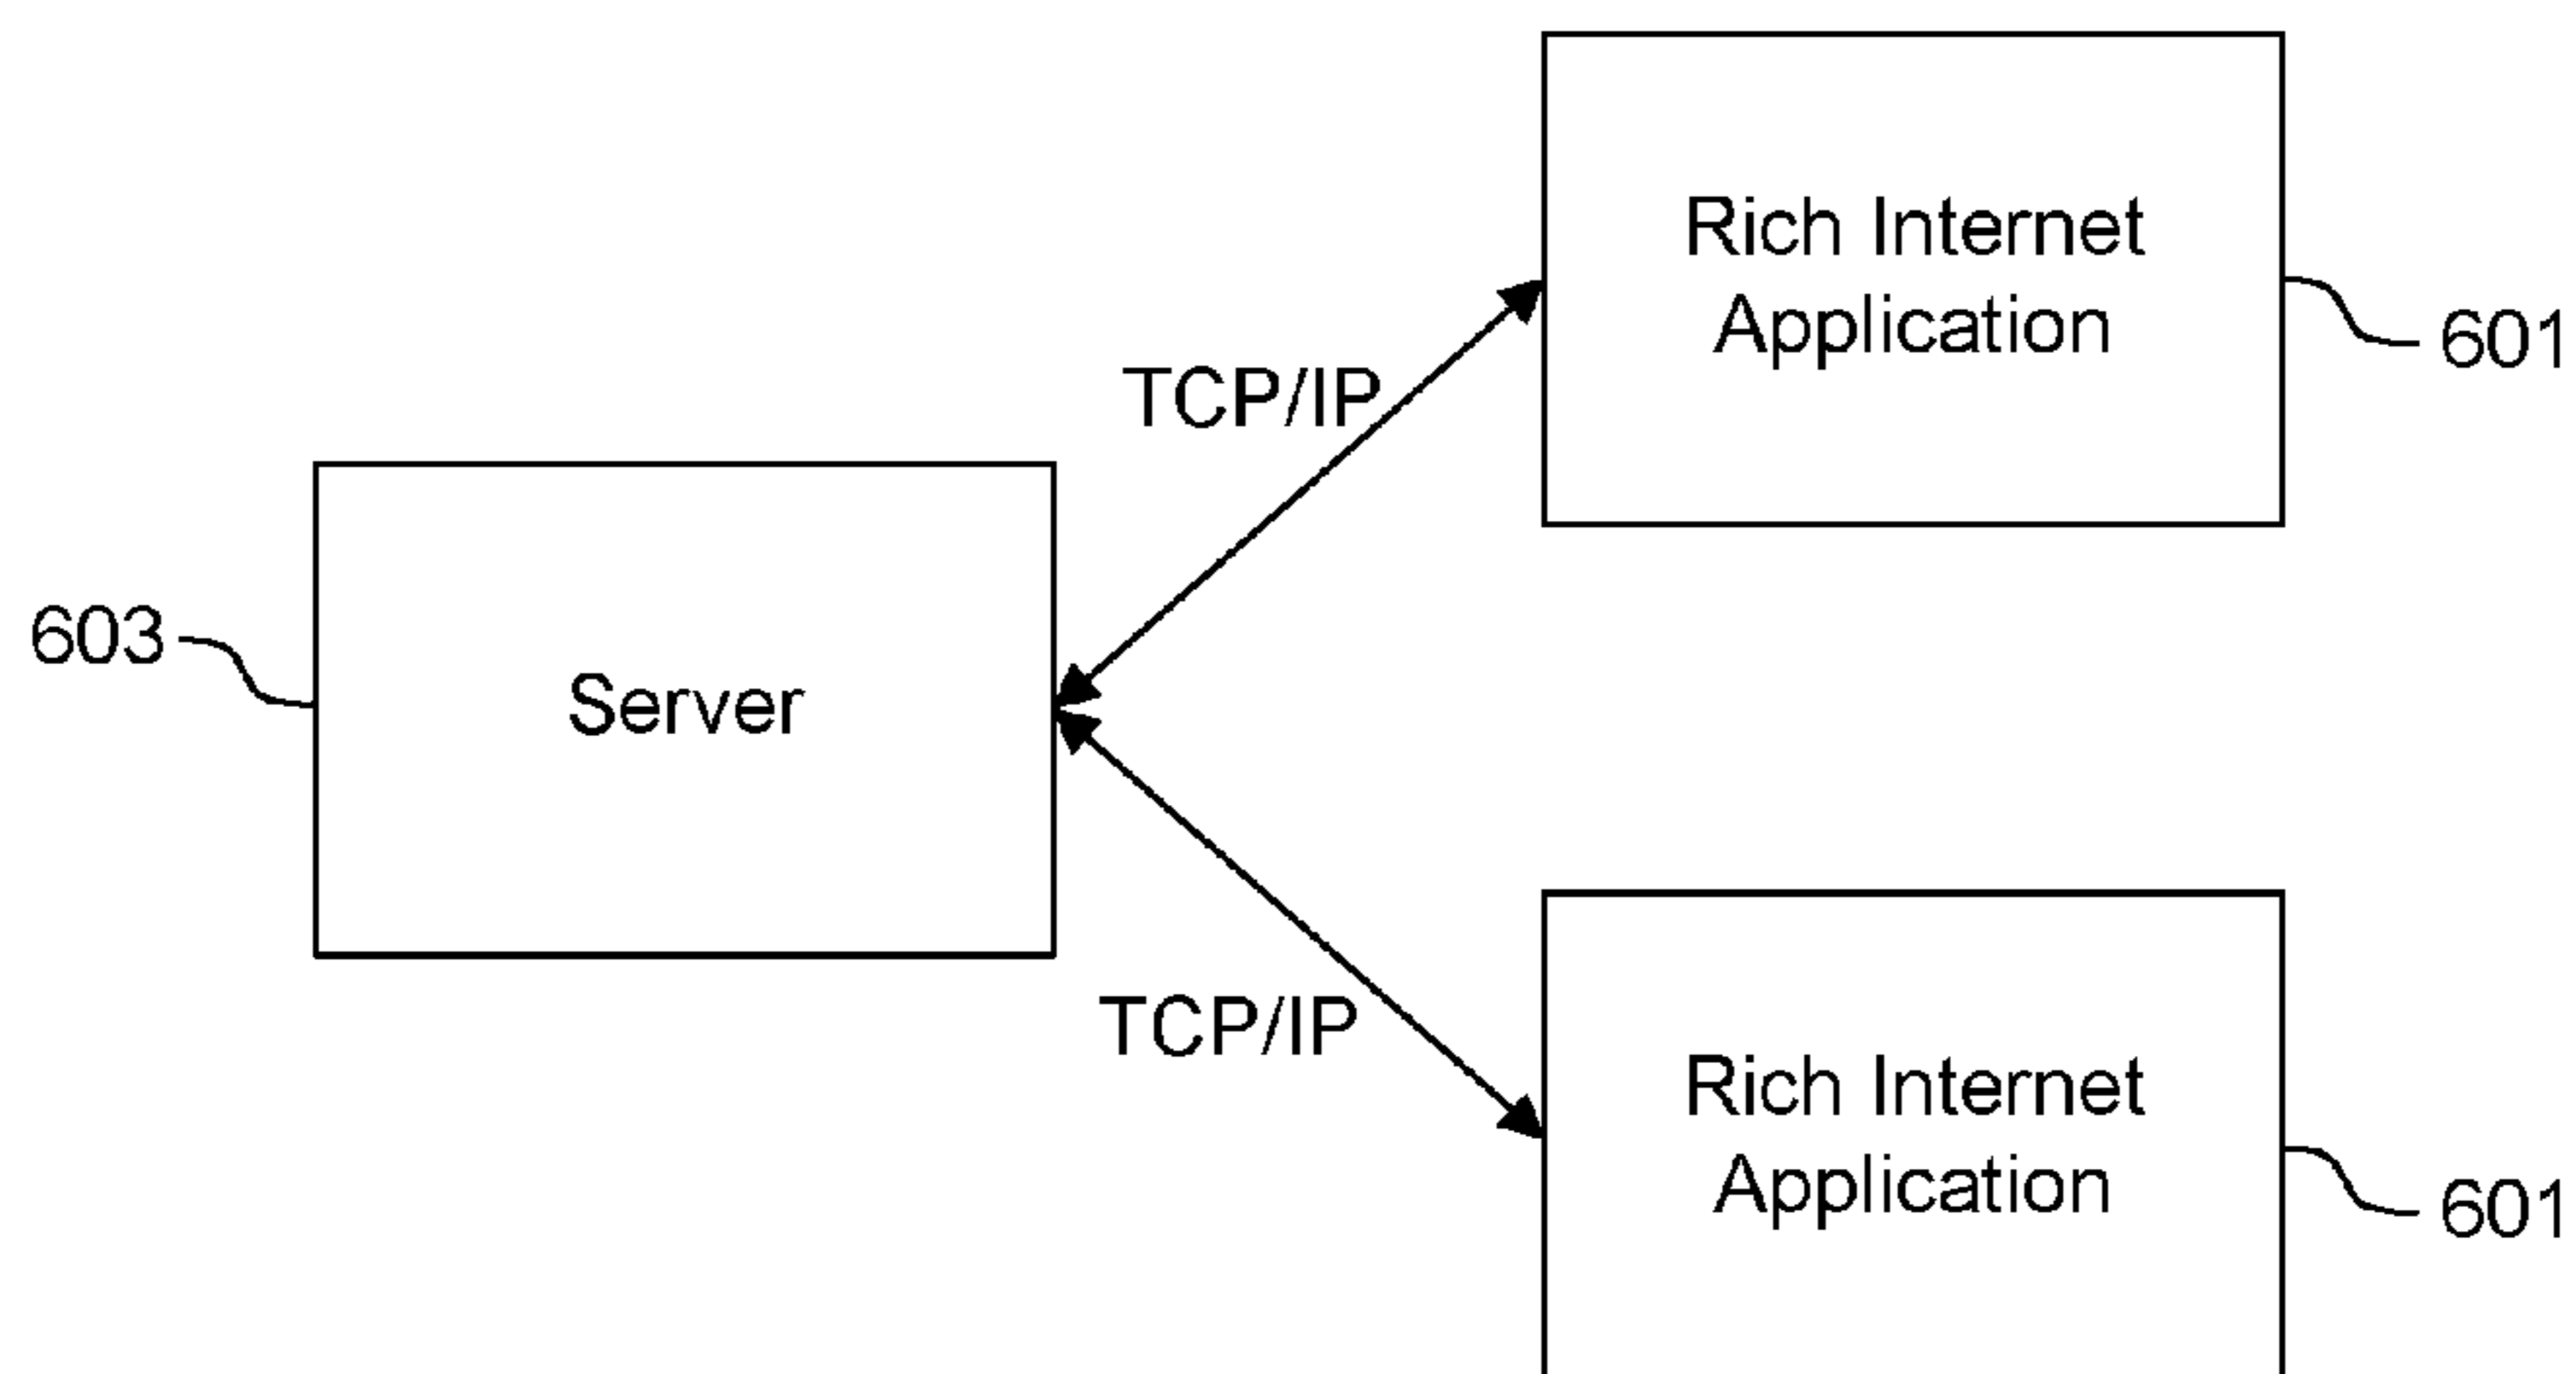 Rich Internet
Application
601
TCP/IP
603
Server
TCP/IP
Rich Internet
Application
601